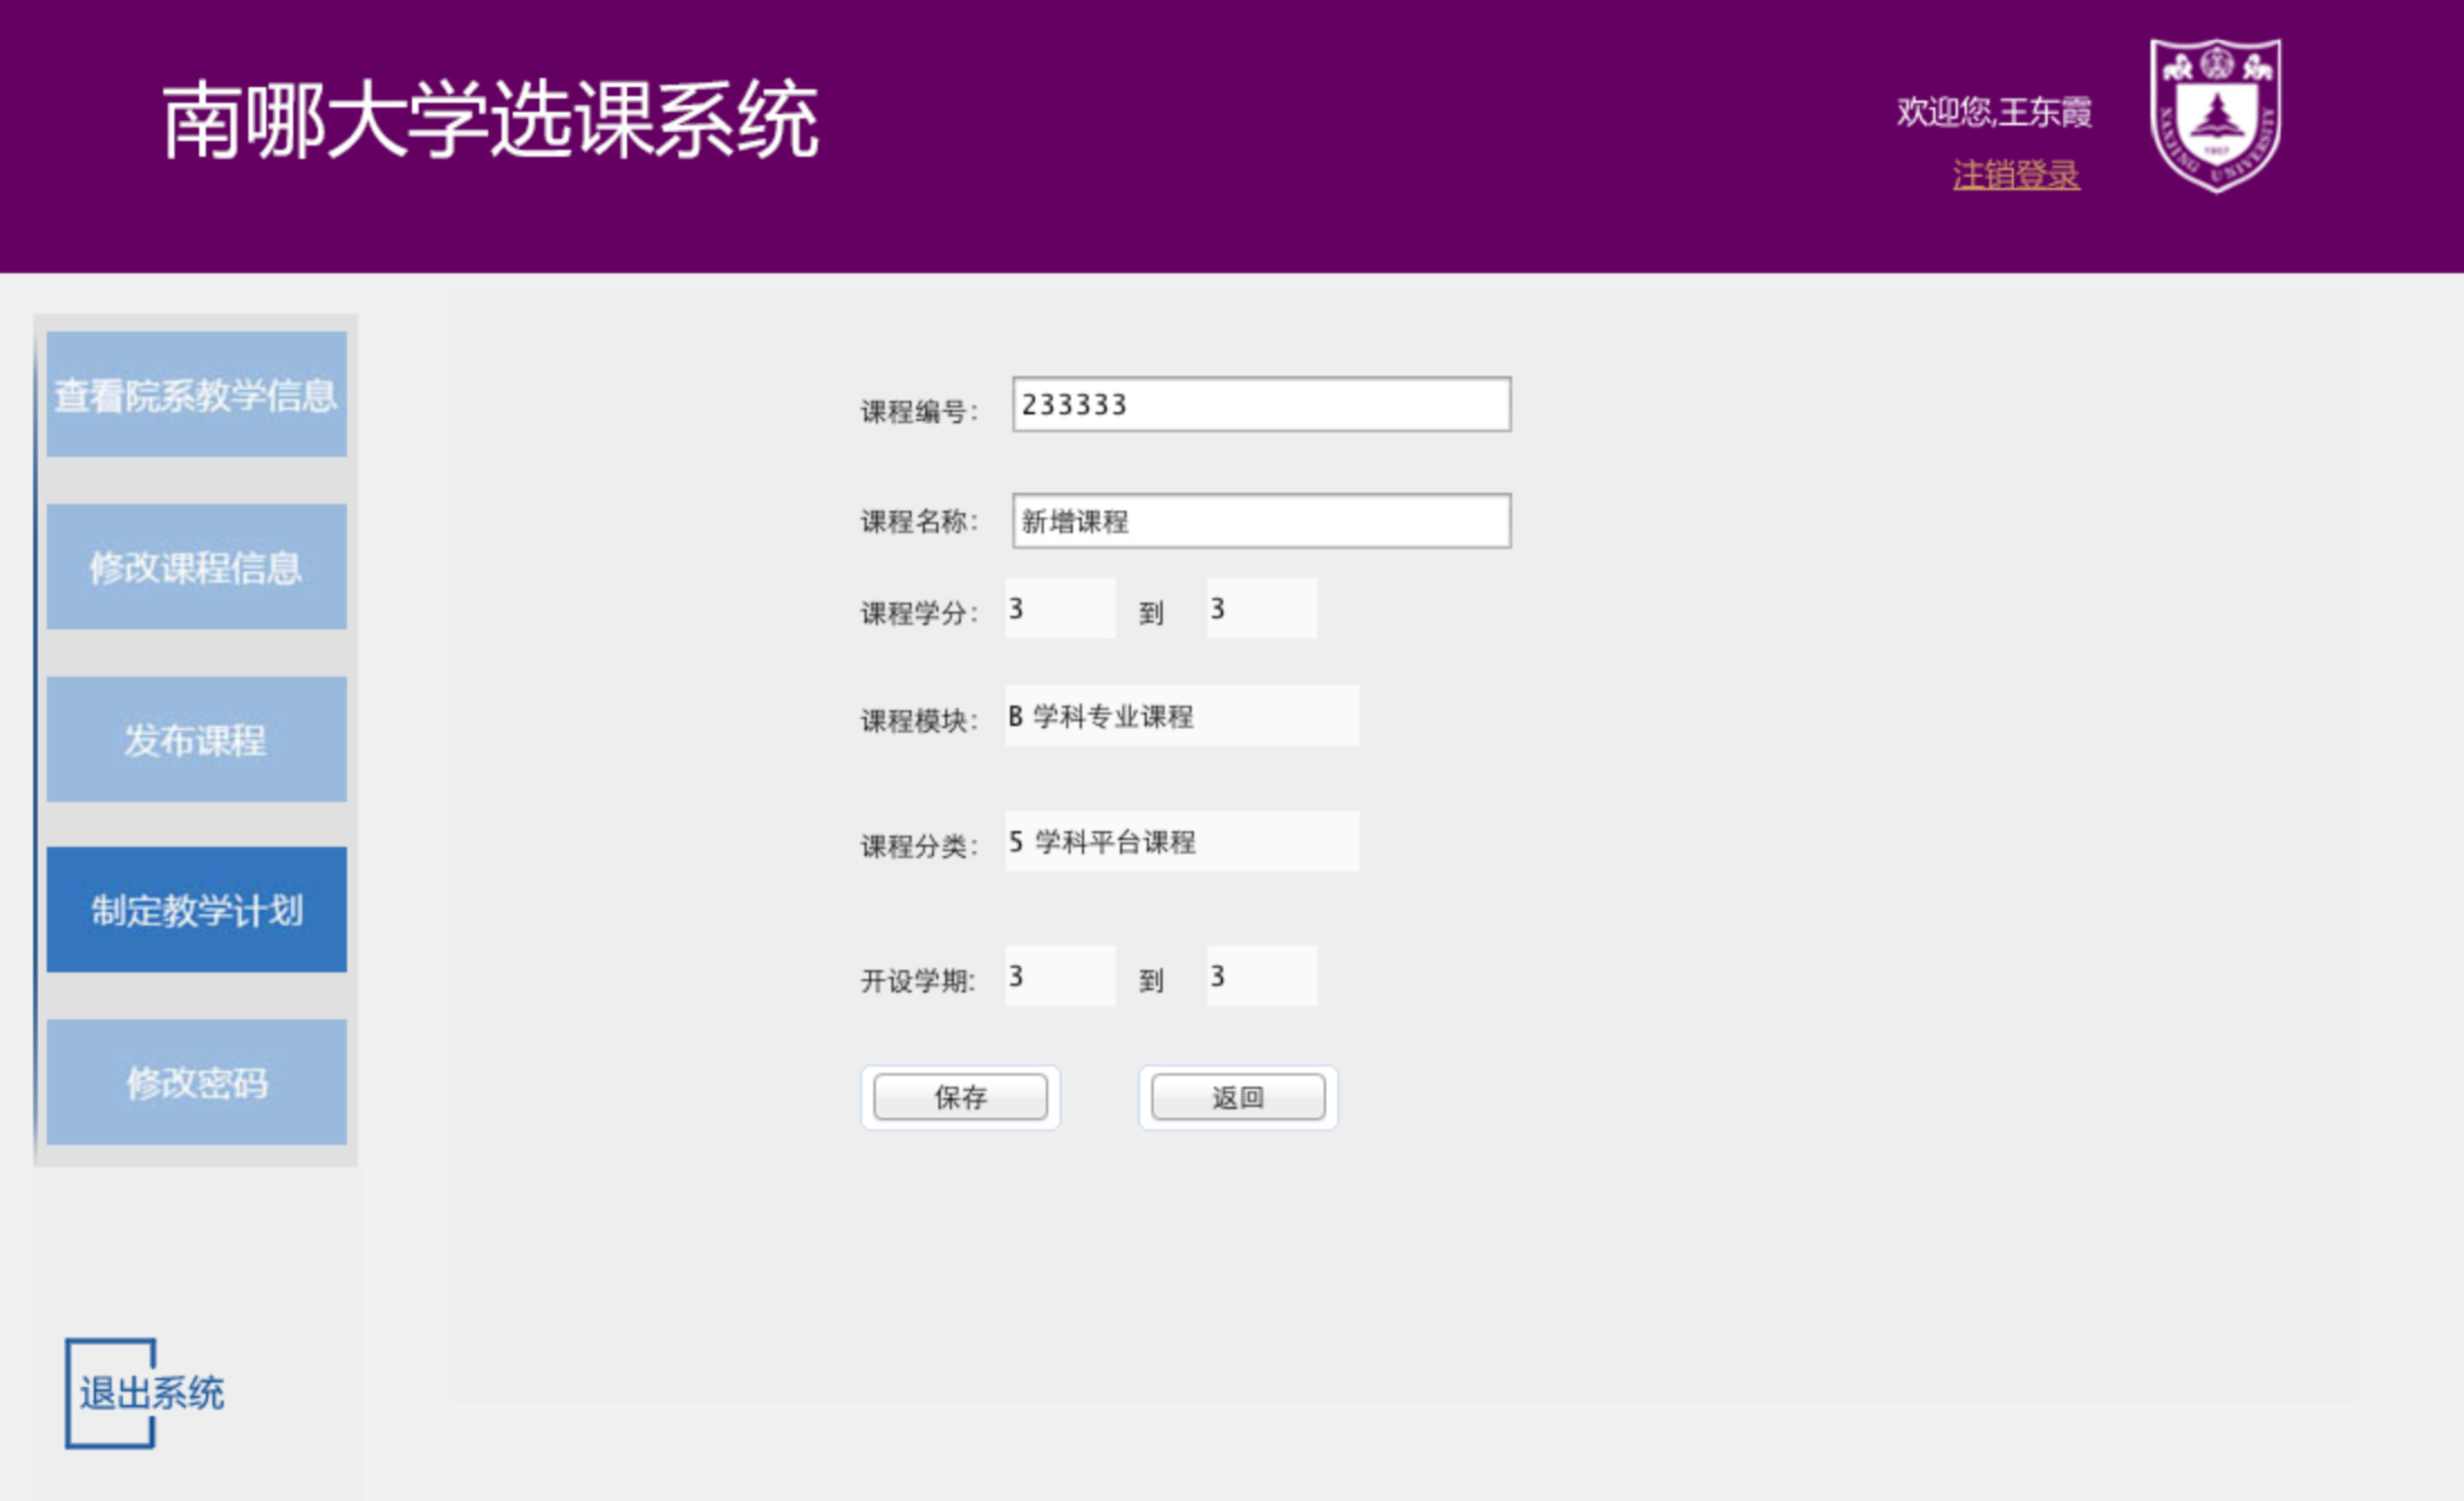 南哪大学选课系统
欢迎您,王东霞
注销登录
NANJING UNIVERSITY
1902
查看院系教学信息
修改课程信息
发布课程
制定教学计划
修改密码
退出系统
课程编号: 233333
课程名称: 新增课程
课程学分: 3 到 3
课程模块: B 学科专业课程
课程分类: 5 学科平台课程
开设学期: 3 到 3
保存 返回